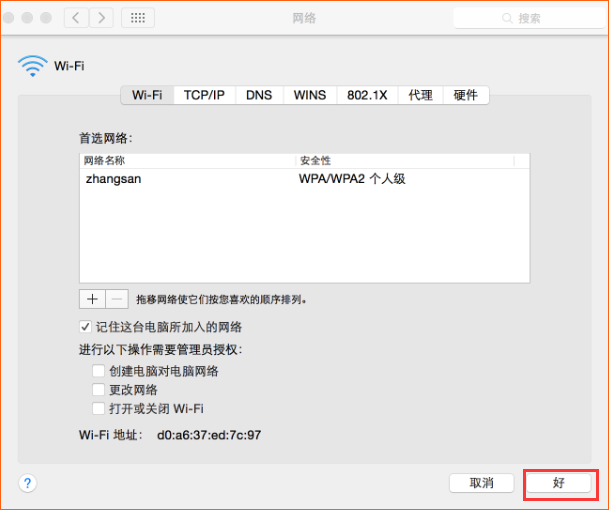 网络
搜索
Wi-Fi
Wi-Fi TCP/IP DNS WINS 802.1X 代理 硬件
首选网络：
网络名称 安全性
zhangsan WPA/WPA2 个人级
+ − 拖移网络使它们按您喜欢的顺序排列。
记住这台电脑所加入的网络
进行以下操作需要管理员授权：
创建电脑对电脑网络
更改网络
打开或关闭 Wi-Fi
Wi-Fi 地址： d0:a6:37:ed:7c:97
? 取消 好